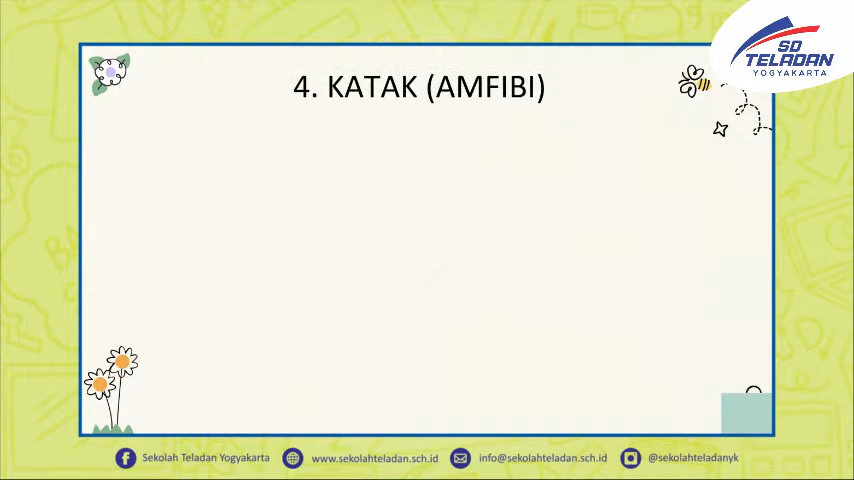 SD
TELADAN
YOGYAKARTA
4. KATAK (AMFIBI)
Sekolah Teladan Yogyakarta
www.sekolahteladan.sch.id
info@sekolahteladan.sch.id
@sekolahteladanyk